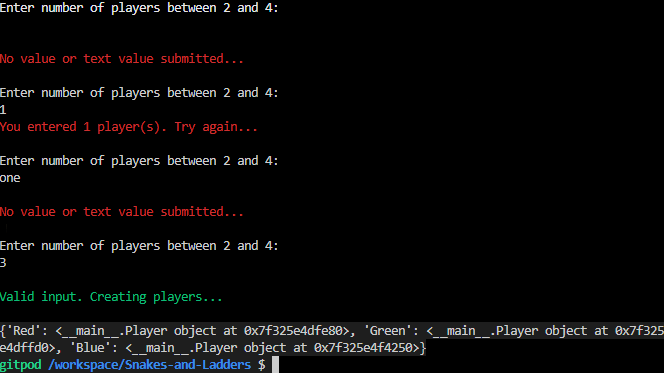 Enter number of players between 2 and 4:
No value or text value submitted...
Enter number of players between 2 and 4:
1
You entered 1 player(s). Try again...
Enter number of players between 2 and 4:
one
No value or text value submitted...
Enter number of players between 2 and 4:
3
Valid input. Creating players...
{'Red': <__main__.Player object at 0x7f325e4dfe80>, 'Green': <__main__.Player object at 0x7f325
e4dffd0>, 'Blue': <__main__.Player object at 0x7f325e4f4250>}
gitpod /workspace/Snakes-and-Ladders $